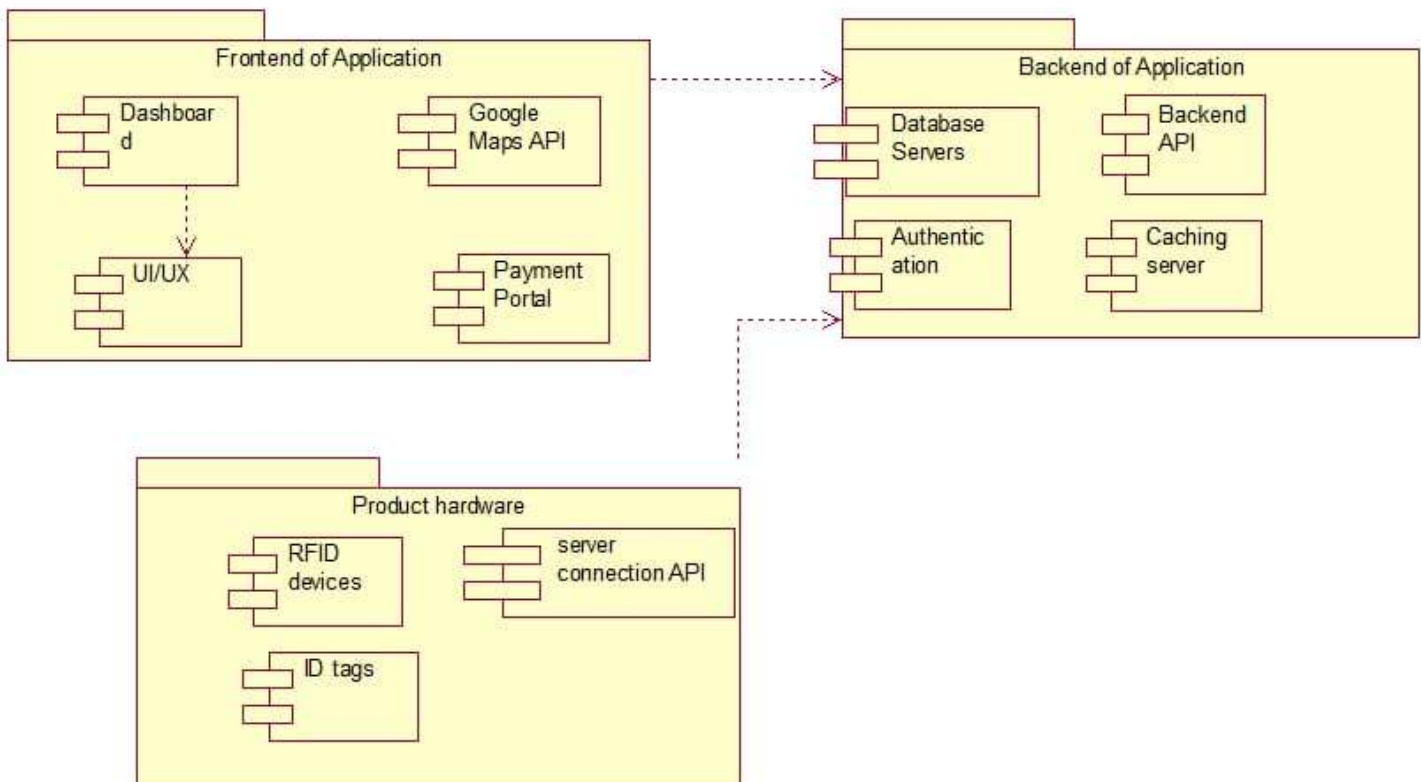 Frontend of Application
Dashboar
d
Google
Maps API
UI/UX
Payment
Portal
Backend of Application
Database
Servers
Backend
API
Authentic
ation
Caching
server
Product hardware
RFID
devices
server
connection API
ID tags